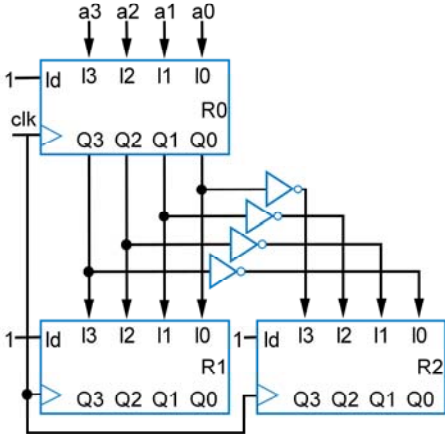 a3 a2 a1 a0
1 ld I3 I2 I1 I0
R0
clk
Q3 Q2 Q1 Q0
I3 I2 I1 I0 I3 I2 I1 I0
1 ld R1 1 ld R2
Q3 Q2 Q1 Q0 Q3 Q2 Q1 Q0